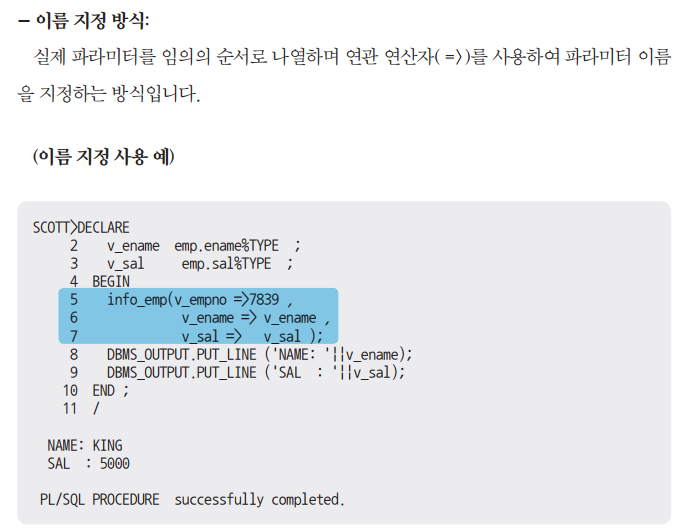 – 이름 지정 방식:
실제 파라미터를 임의의 순서로 나열하며 연관 연산자( =>)를 사용하여 파라미터 이름
을 지정하는 방식입니다.
(이름 지정 사용 예)
SCOTT>DECLARE
2 v_ename emp.ename%TYPE ;
3 v_sal emp.sal%TYPE ;
4 BEGIN
5 info_emp(v_empno =>7839 ,
6 v_ename => v_ename ,
7 v_sal => v_sal );
8 DBMS_OUTPUT.PUT_LINE ('NAME: '||v_ename);
9 DBMS_OUTPUT.PUT_LINE ('SAL : '||v_sal);
10 END ;
11 /
NAME: KING
SAL : 5000
PL/SQL PROCEDURE successfully completed.